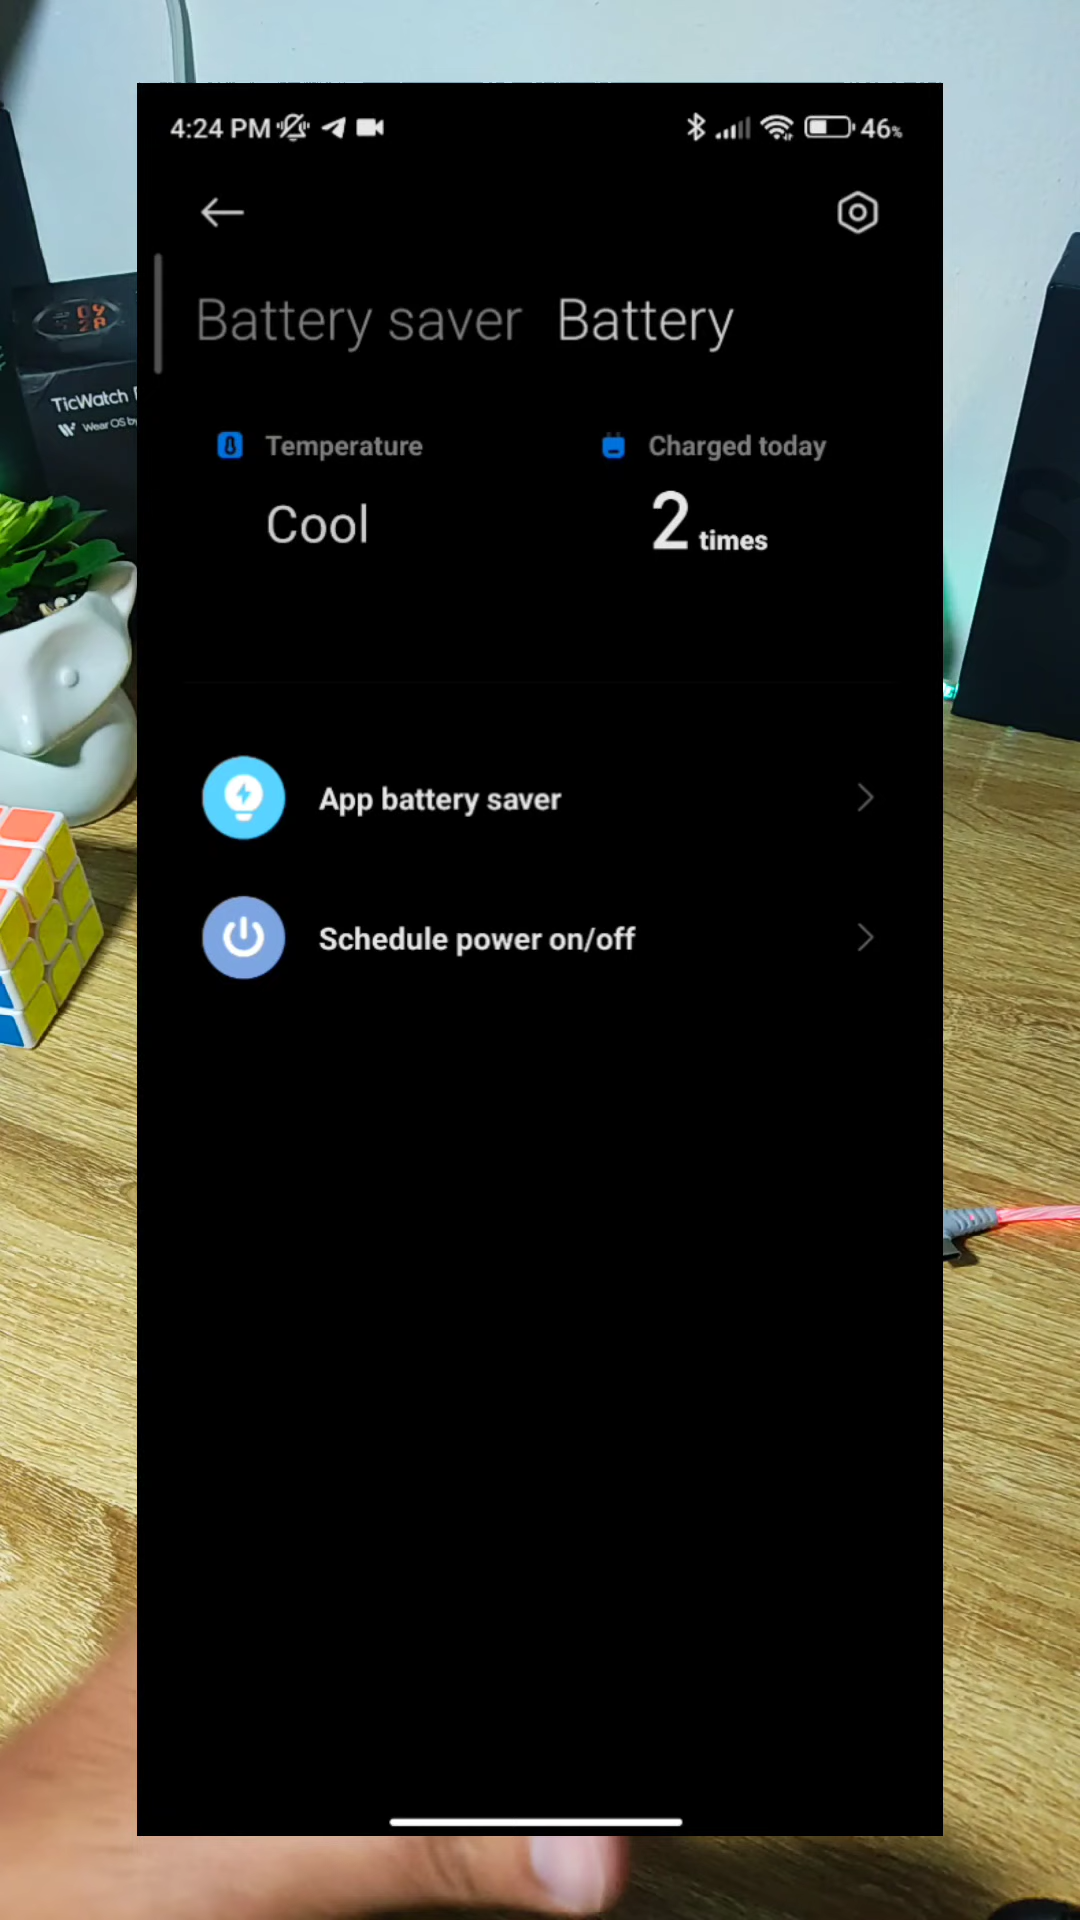 4:24 PM
46%
Battery saver Battery
Temperature
Charged today
Cool
2 times
App battery saver
Schedule power on/off
TicWatch
Wear OS by